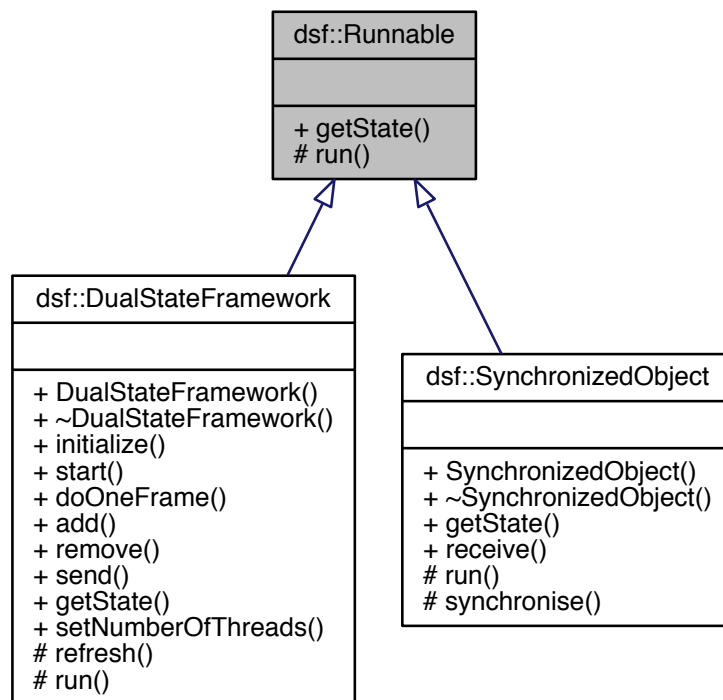 dsf::Runnable
+ getState()
# run()
dsf::DualStateFramework
+ DualStateFramework()
+ ~DualStateFramework()
+ initialize()
+ start()
+ doOneFrame()
+ add()
+ remove()
+ send()
+ getState()
+ setNumberOfThreads()
# refresh()
# run()
dsf::SynchronizedObject
+ SynchronizedObject()
+ ~SynchronizedObject()
+ getState()
+ receive()
# run()
# synchronise()